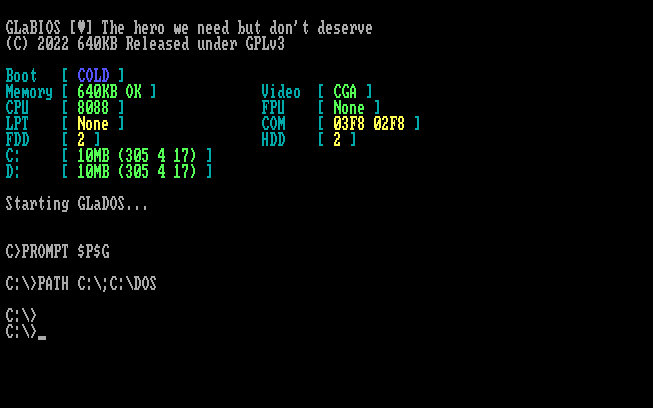 GLaBIOS [♥] The hero we need but don't deserve
(C) 2022 640KB Released under GPLv3
Boot [ COLD ]
Memory [ 640KB OK ] Video [ CGA ]
CPU [ 8088 ] FPU [ None ]
LPT [ None ] COM [ 03F8 02F8 ]
FDD [ 2 ] HDD [ 2 ]
C: [ 10MB (305 4 17) ]
D: [ 10MB (305 4 17) ]
Starting GLaDOS...
C>PROMPT $P$G
C:\>PATH C:\;C:\DOS
C:\>
C:\>_